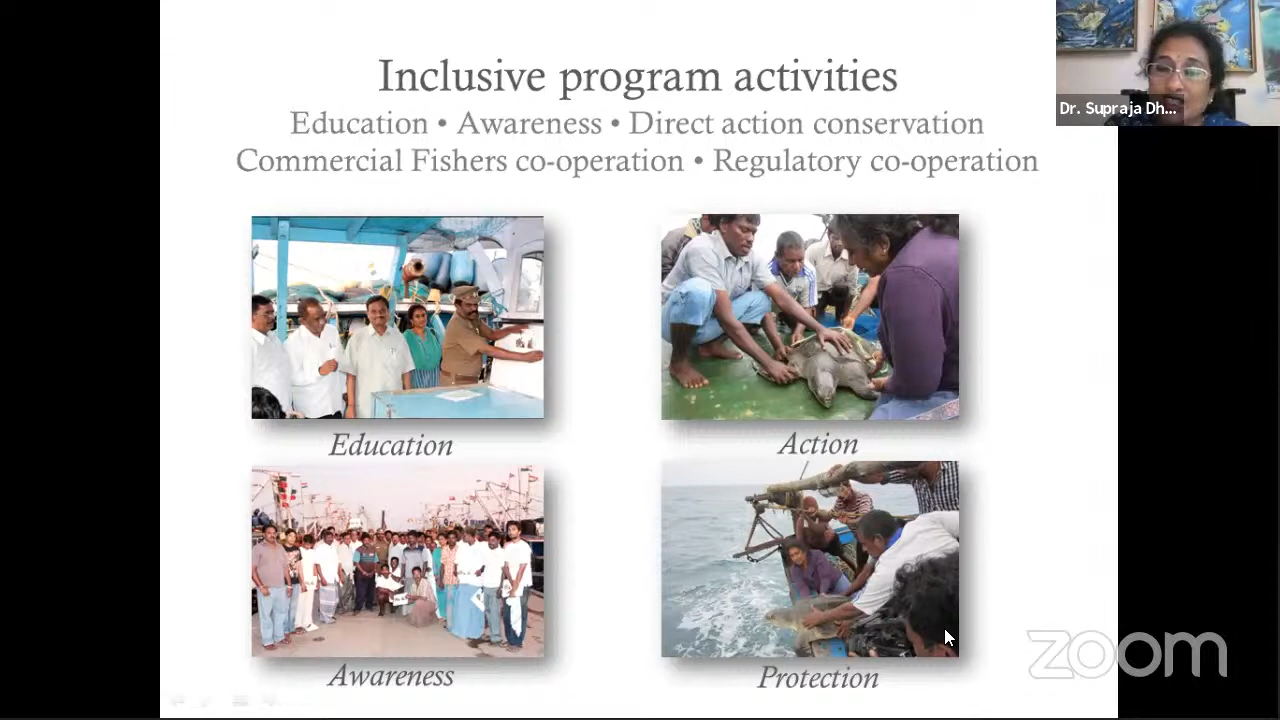 Inclusive program activities
Education • Awareness • Direct action conservation
Commercial Fishers co-operation • Regulatory co-operation
Dr. Supraja Dh...
Education
Action
Awareness
Protection
zoom